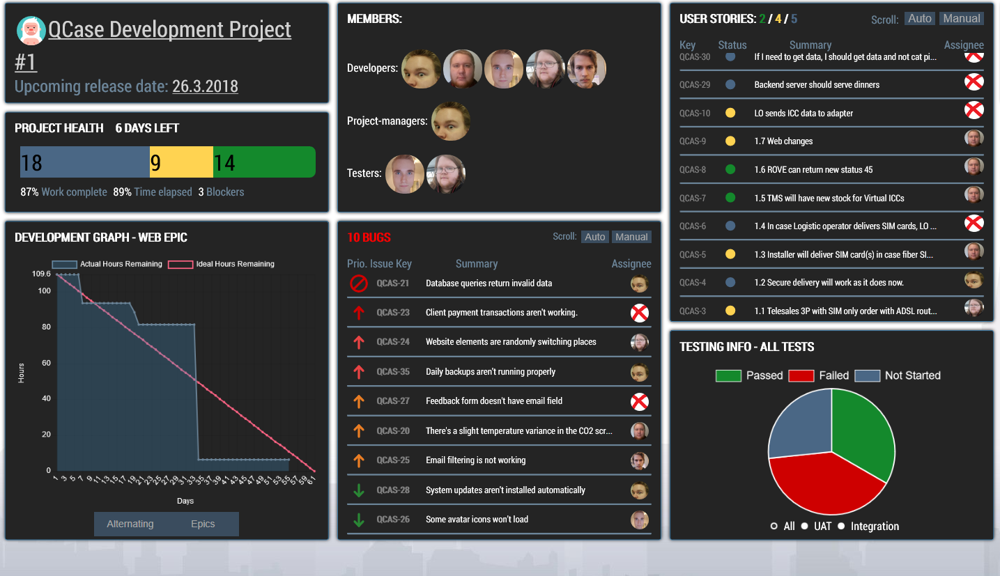 QCase Development Project
#1
Upcoming release date: 26.3.2018
PROJECT HEALTH 6 DAYS LEFT
18 9 14
87% Work complete 89% Time elapsed 3 Blockers
DEVELOPMENT GRAPH - WEB EPIC
Actual Hours Remaining Ideal Hours Remaining
109.6
100
80
60
40
20
0
Hours
1 3 5 7 9 11 13 15 17 19 21 23 25 27 29 31 33 35 37 39 41 43 45 47 49 51 53 55 57 59 61
Days
Alternating Epics
MEMBERS:
Developers:
Project-managers:
Testers:
10 BUGS Scroll: Auto Manual
Prio. Issue Key Summary Assignee
QCAS-21 Database queries return invalid data
QCAS-23 Client payment transactions aren't working.
QCAS-24 Website elements are randomly switching places
QCAS-35 Daily backups aren't running properly
QCAS-27 Feedback form doesn't have email field
QCAS-20 There's a slight temperature variance in the CO2 scr...
QCAS-25 Email filtering is not working
QCAS-28 System updates aren't installed automatically
QCAS-26 Some avatar icons won't load
USER STORIES: 2 / 4 / 5 Scroll: Auto Manual
Key Status Summary Assignee
QCAS-30 If I need to get data, I should get data and not cat pi...
QCAS-29 Backend server should serve dinners
QCAS-10 LO sends ICC data to adapter
QCAS-9 1.7 Web changes
QCAS-8 1.6 ROVE can return new status 45
QCAS-7 1.5 TMS will have new stock for Virtual ICCs
QCAS-6 1.4 In case Logistic operator delivers SIM cards, LO ...
QCAS-5 1.3 Installer will deliver SIM card(s) in case fiber SI...
QCAS-4 1.2 Secure delivery will work as it does now.
QCAS-3 1.1 Telesales 3P with SIM only order with ADSL rout...
TESTING INFO - ALL TESTS
Passed Failed Not Started
All UAT Integration